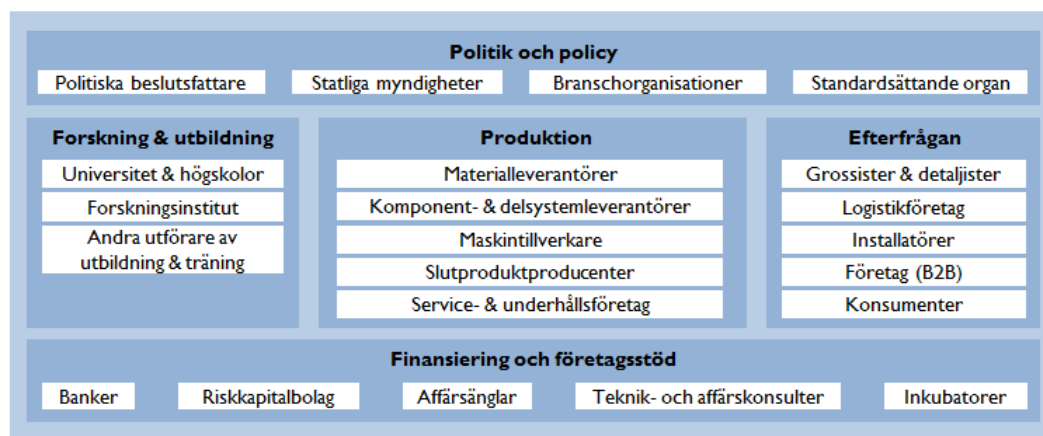 Politik och policy
Politiska beslutsfattare
Statliga myndigheter
Branschorganisationer
Standardsättande organ
Forskning & utbildning
Universitet & högskolor
Forskningsinstitut
Andra utförare av
utbildning & träning
Produktion
Materialleverantörer
Komponent- & delsystemleverantörer
Maskintillverkare
Slutproduktproducenter
Service- & underhållsföretag
Efterfrågan
Grossister & detaljister
Logistikföretag
Installatörer
Företag (B2B)
Konsumenter
Finansiering och företagsstöd
Banker
Riskkapitalbolag
Affärsänglar
Teknik- och affärskonsulter
Inkubatorer